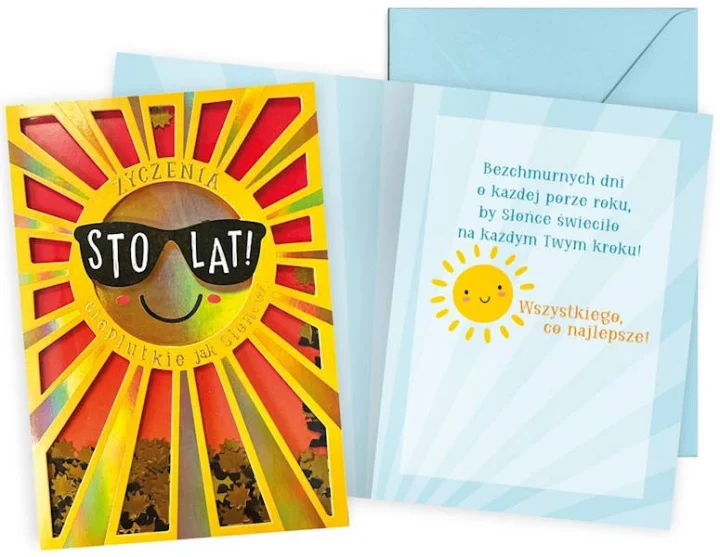 ŻYCZENIA
STO LAT!
cieplutkie jak słońce!
Bezchmurnych dni
o każdej porze roku,
by Słońce świeciło
na każdym Twym kroku!
Wszystkiego,
co najlepsze!